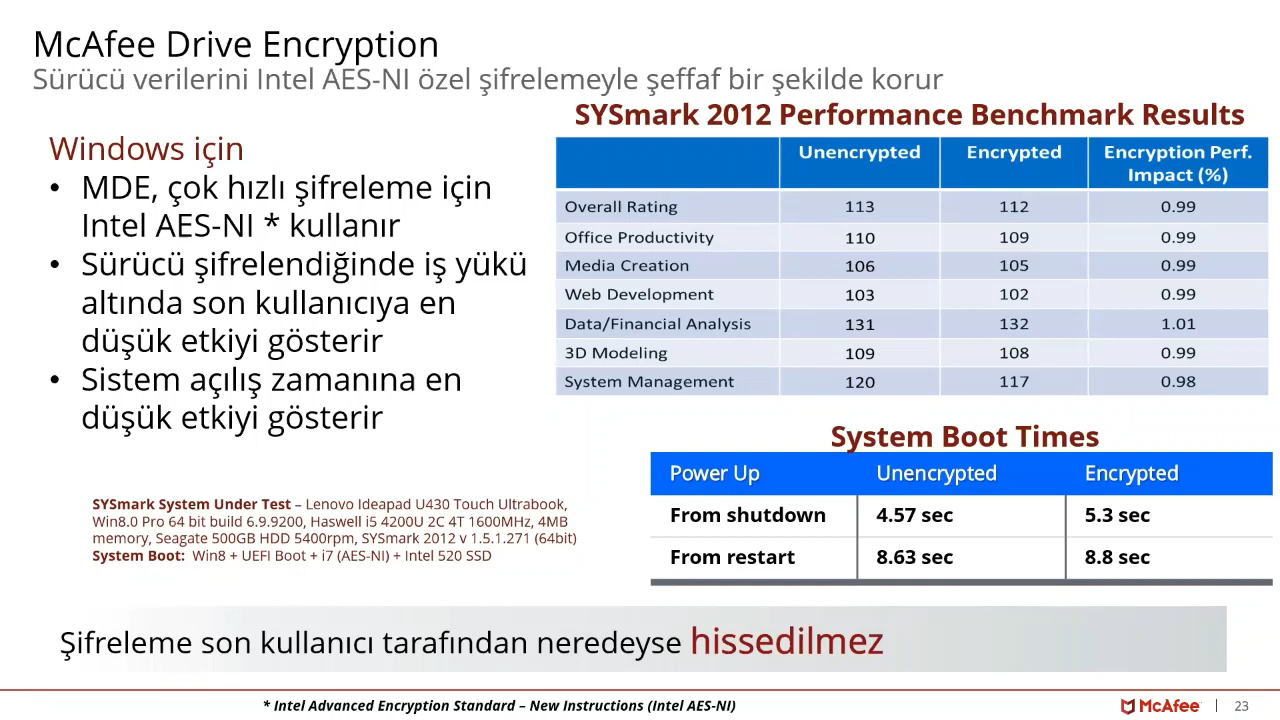 McAfee Drive Encryption
Sürücü verilerini Intel AES-NI özel şifrelemeyle şeffaf bir şekilde korur
Windows için
• MDE, çok hızlı şifreleme için
Intel AES-NI * kullanır
• Sürücü şifrelendiğinde iş yükü
altında son kullanıcıya en
düşük etkiyi gösterir
• Sistem açılış zamanına en
düşük etkiyi gösterir
SYSmark System Under Test – Lenovo Ideapad U430 Touch Ultrabook,
Win8.0 Pro 64 bit build 6.9.9200, Haswell i5 4200U 2C 4T 1600MHz, 4MB
memory, Seagate 500GB HDD 5400rpm, SYSmark 2012 v 1.5.1.271 (64bit)
System Boot: Win8 + UEFI Boot + i7 (AES-NI) + Intel 520 SSD
SYSmark 2012 Performance Benchmark Results
Unencrypted Encrypted Encryption Perf.
Impact (%)
Overall Rating 113 112 0.99
Office Productivity 110 109 0.99
Media Creation 106 105 0.99
Web Development 103 102 0.99
Data/Financial Analysis 131 132 1.01
3D Modeling 109 108 0.99
System Management 120 117 0.98
System Boot Times
Power Up Unencrypted Encrypted
From shutdown 4.57 sec 5.3 sec
From restart 8.63 sec 8.8 sec
Şifreleme son kullanıcı tarafından neredeyse hissedilmez
* Intel Advanced Encryption Standard – New Instructions (Intel AES-NI)
McAfee | 23